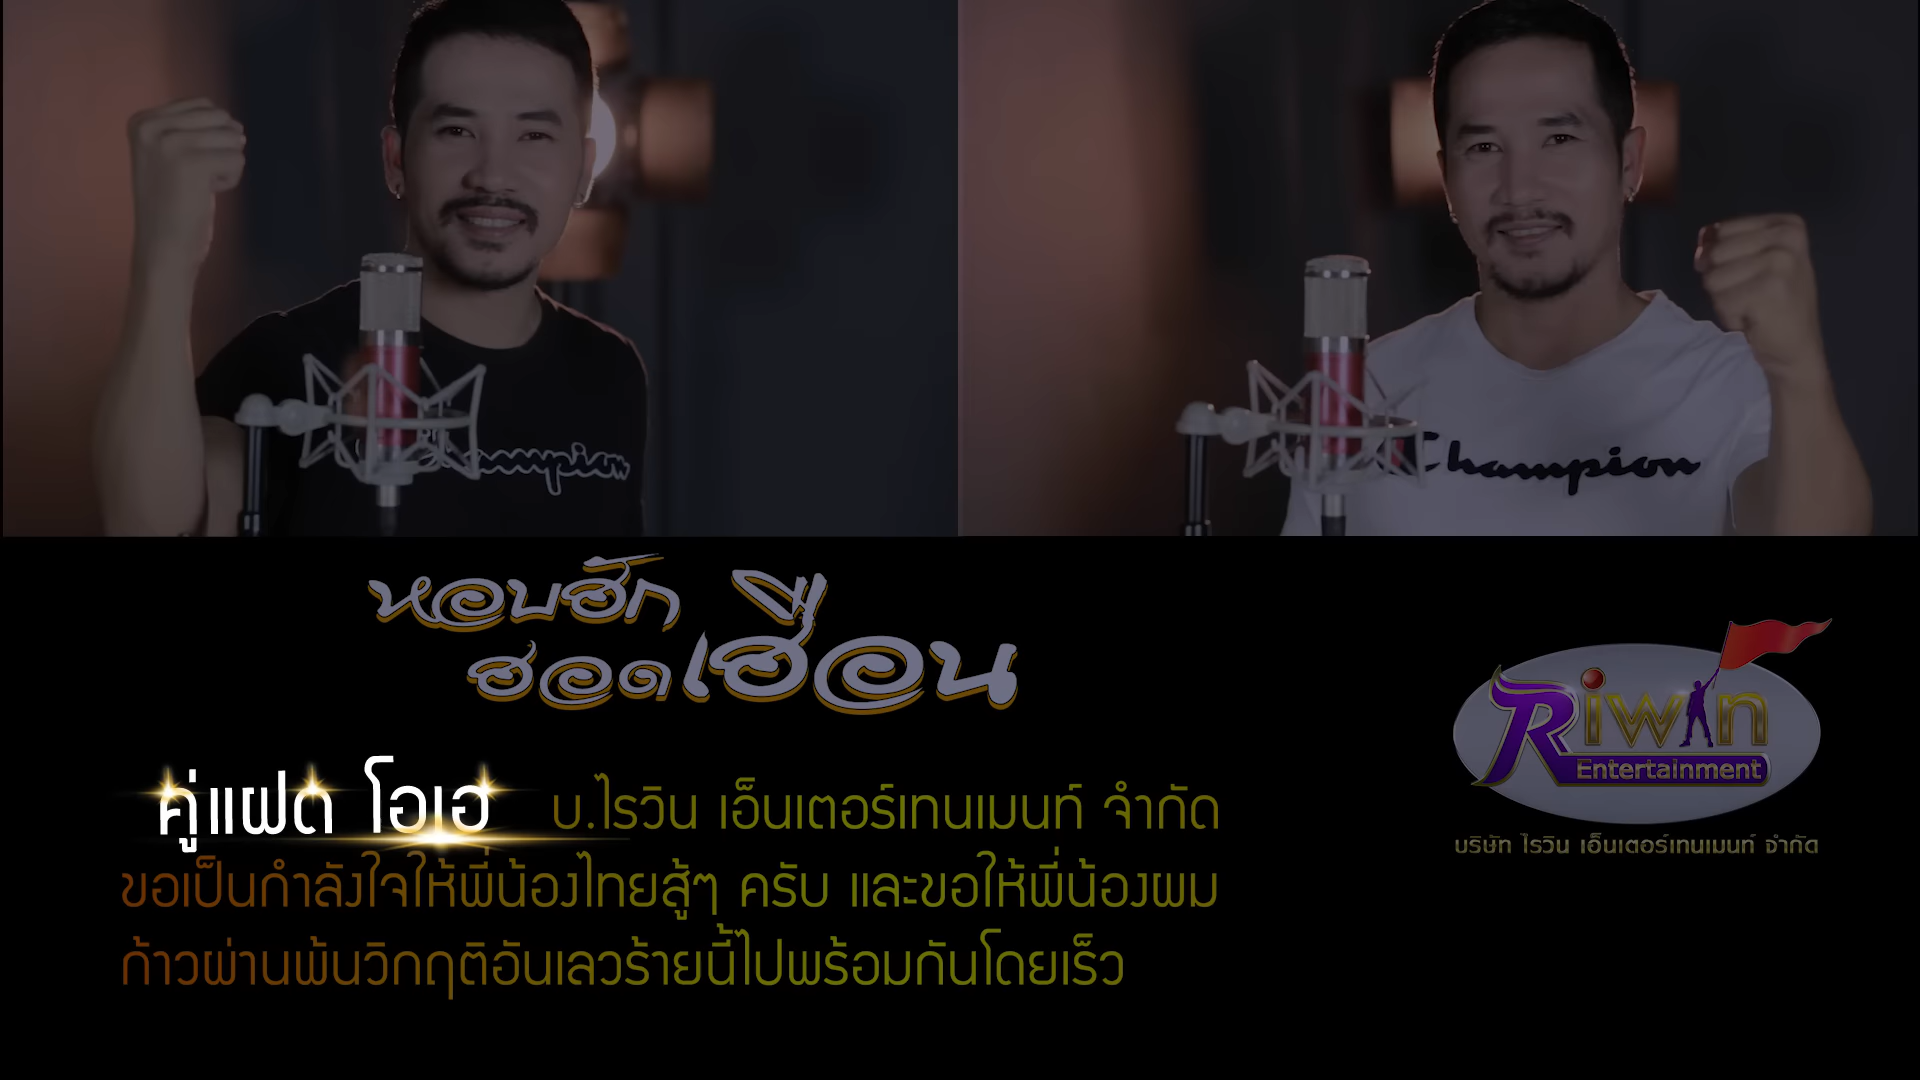 Champion
Champion
หอบฮัก
ฮอดเฮือน
Riwin
Entertainment
บริษัท ไรวิน เอ็นเตอร์เทนเมนท์ จำกัด
คู่แฝด โอเฮ บ.ไรวิน เอ็นเตอร์เทนเมนท์ จำกัด
ขอเป็นกำลังใจให้พี่น้องไทยสู้ๆ ครับ และขอให้พี่น้องผม
ก้าวผ่านพ้นวิกฤติอันเลวร้ายนี้ไปพร้อมกันโดยเร็ว